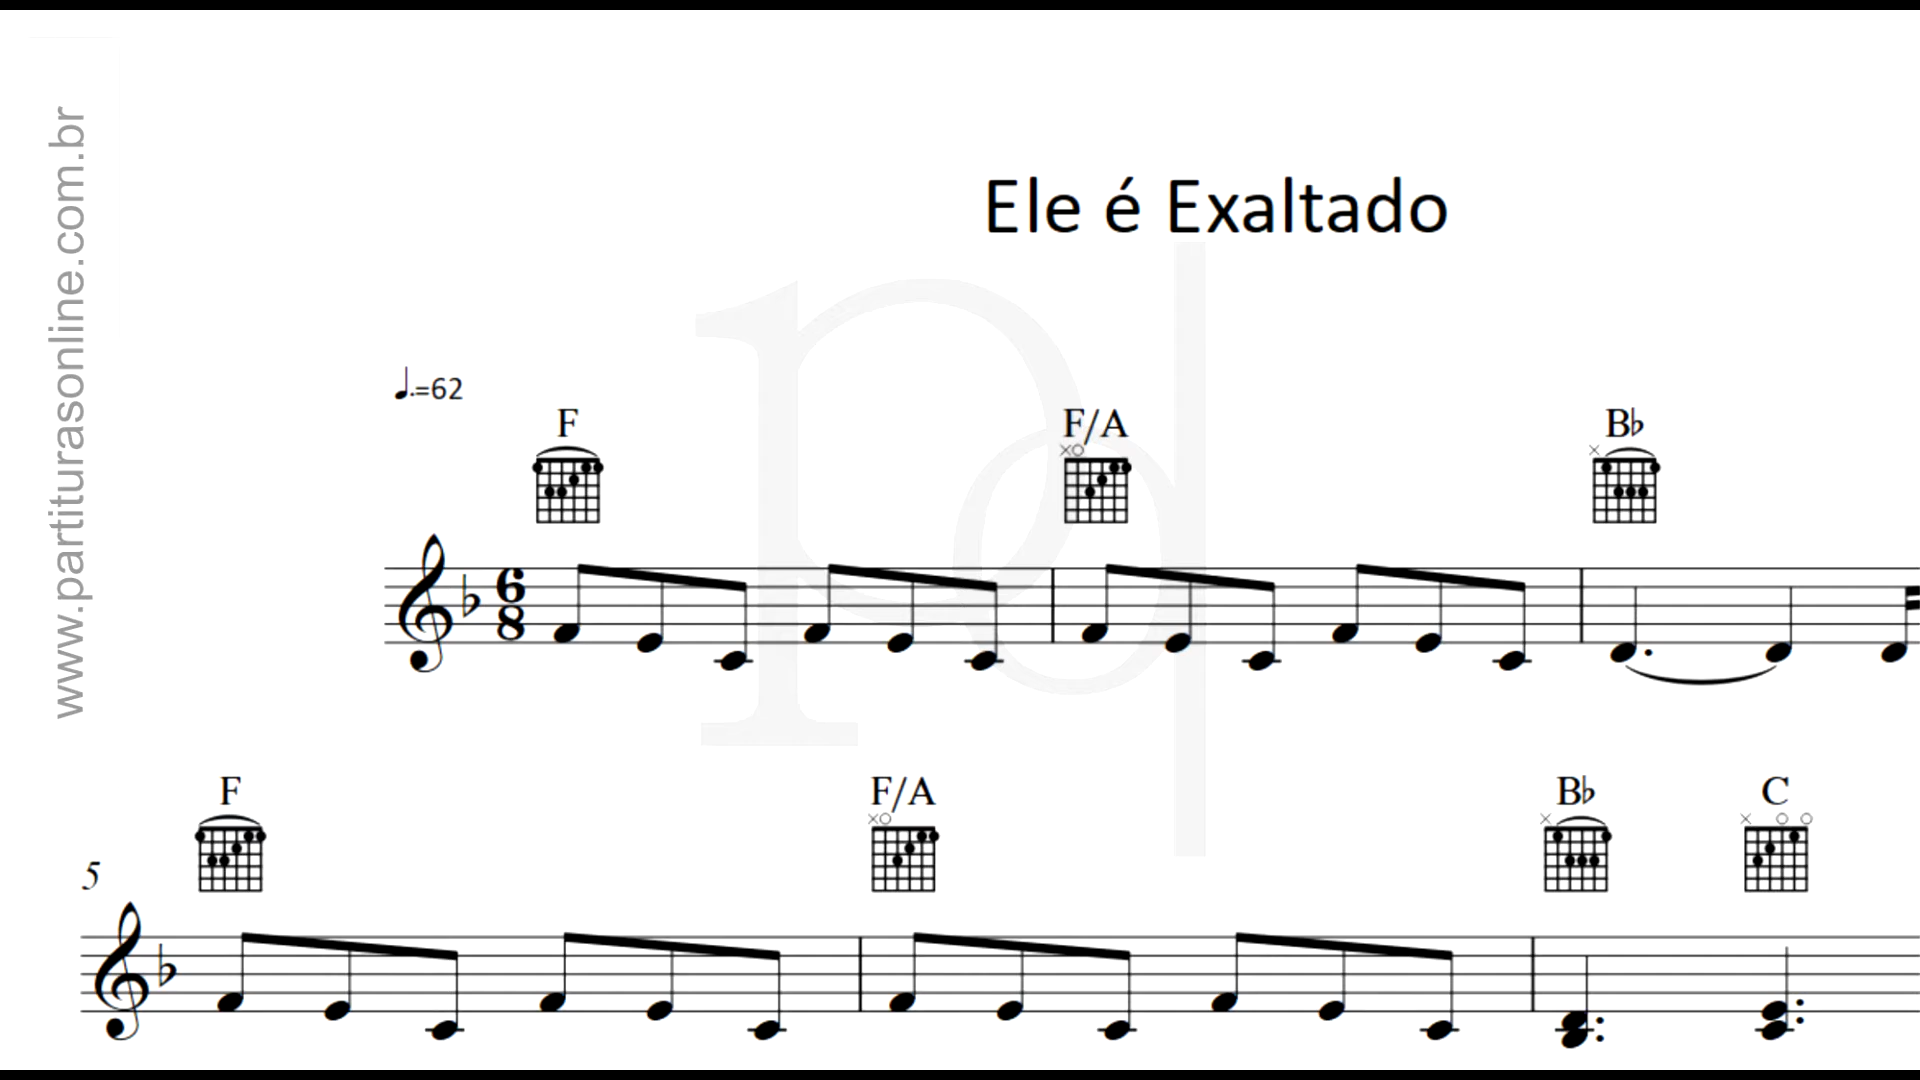 www.partiturasonline.com.br
Ele é Exaltado
♩.=62
F F/A B♭
6
8
F F/A B♭ C
5